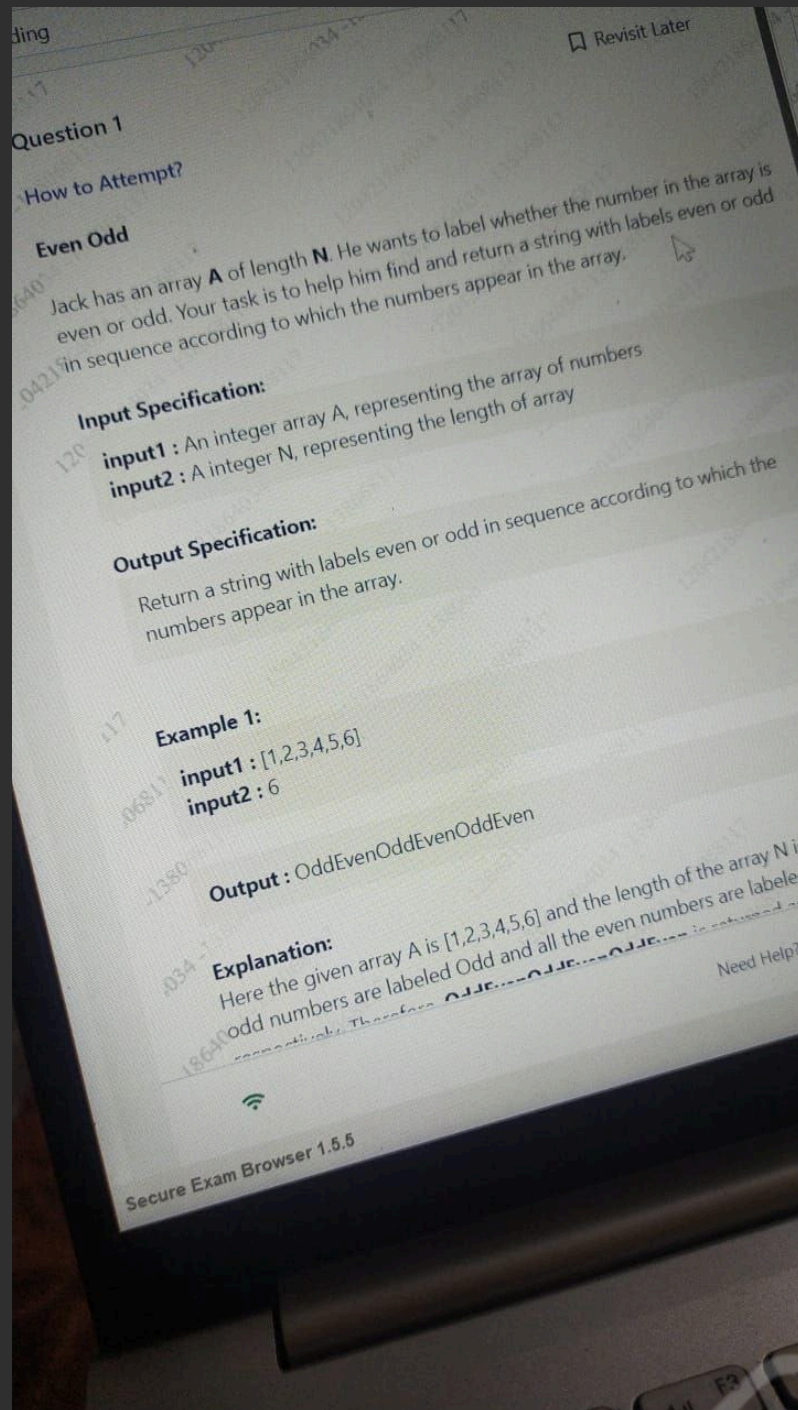 ding
Revisit Later
Question 1
How to Attempt?
Even Odd
Jack has an array A of length N. He wants to label whether the number in the array is
even or odd. Your task is to help him find and return a string with labels even or odd
in sequence according to which the numbers appear in the array.
Input Specification:
input1 : An integer array A, representing the array of numbers
input2 : A integer N, representing the length of array
Output Specification:
Return a string with labels even or odd in sequence according to which the
numbers appear in the array.
Example 1:
input1 : [1,2,3,4,5,6]
input2 : 6
Output : OddEvenOddEvenOddEven
Explanation:
Here the given array A is [1,2,3,4,5,6] and the length of the array N i
odd numbers are labeled Odd and all the even numbers are labele
Need Help?
Secure Exam Browser 1.5.5
F3